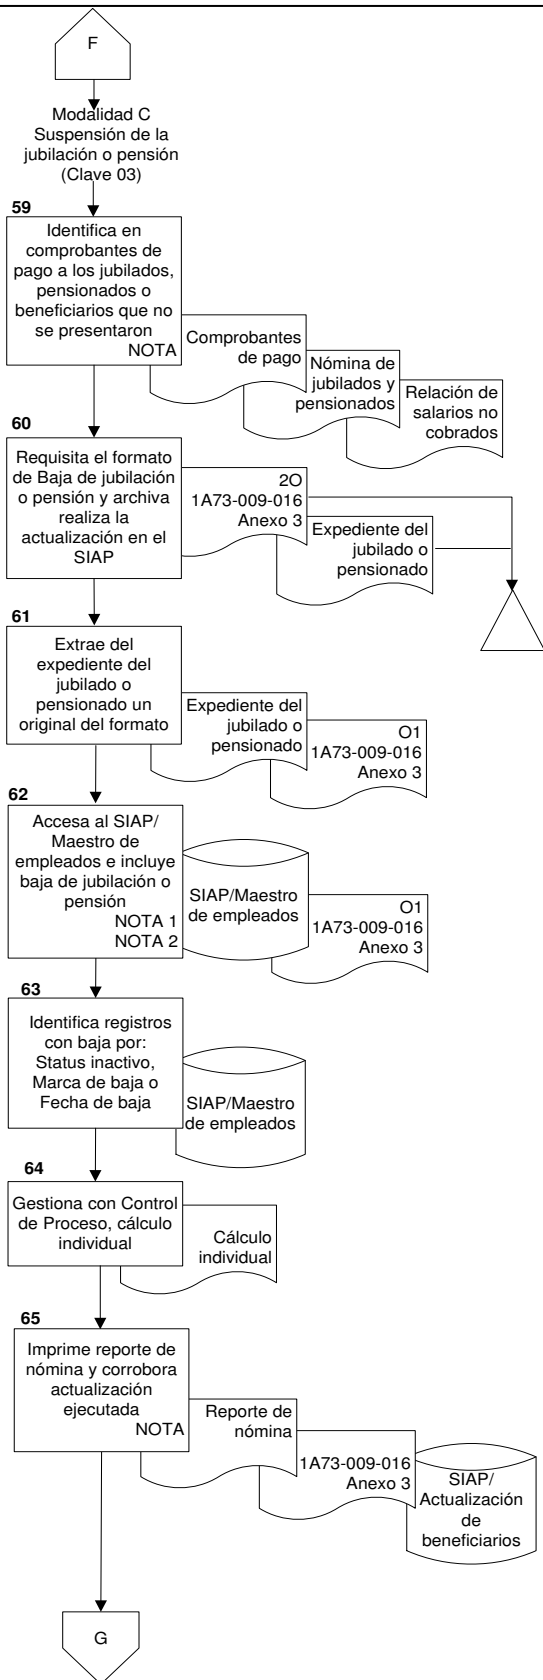 F
Modalidad C
Suspensión de la
jubilación o pensión
(Clave 03)
59
Identifica en
comprobantes de
pago a los jubilados,
pensionados o
beneficiarios que no
se presentaron
NOTA
Comprobantes
de pago
Nómina de
jubilados y
pensionados
Relación de
salarios no
cobrados
60
Requisita el formato
de Baja de jubilación
o pensión y archiva
realiza la
actualización en el
SIAP
2O
1A73-009-016
Anexo 3
Expediente del
jubilado o
pensionado
61
Extrae del
expediente del
jubilado o
pensionado un
original del formato
Expediente del
jubilado o
pensionado
O1
1A73-009-016
Anexo 3
62
Accesa al SIAP/
Maestro de
empleados e incluye
baja de jubilación o
pensión
NOTA 1
NOTA 2
SIAP/Maestro
de empleados
O1
1A73-009-016
Anexo 3
63
Identifica registros
con baja por:
Status inactivo,
Marca de baja o
Fecha de baja
SIAP/Maestro
de empleados
64
Gestiona con Control
de Proceso, cálculo
individual
Cálculo
individual
65
Imprime reporte de
nómina y corrobora
actualización
ejecutada
NOTA
Reporte de
nómina
1A73-009-016
Anexo 3
SIAP/
Actualización
de
beneficiarios
G